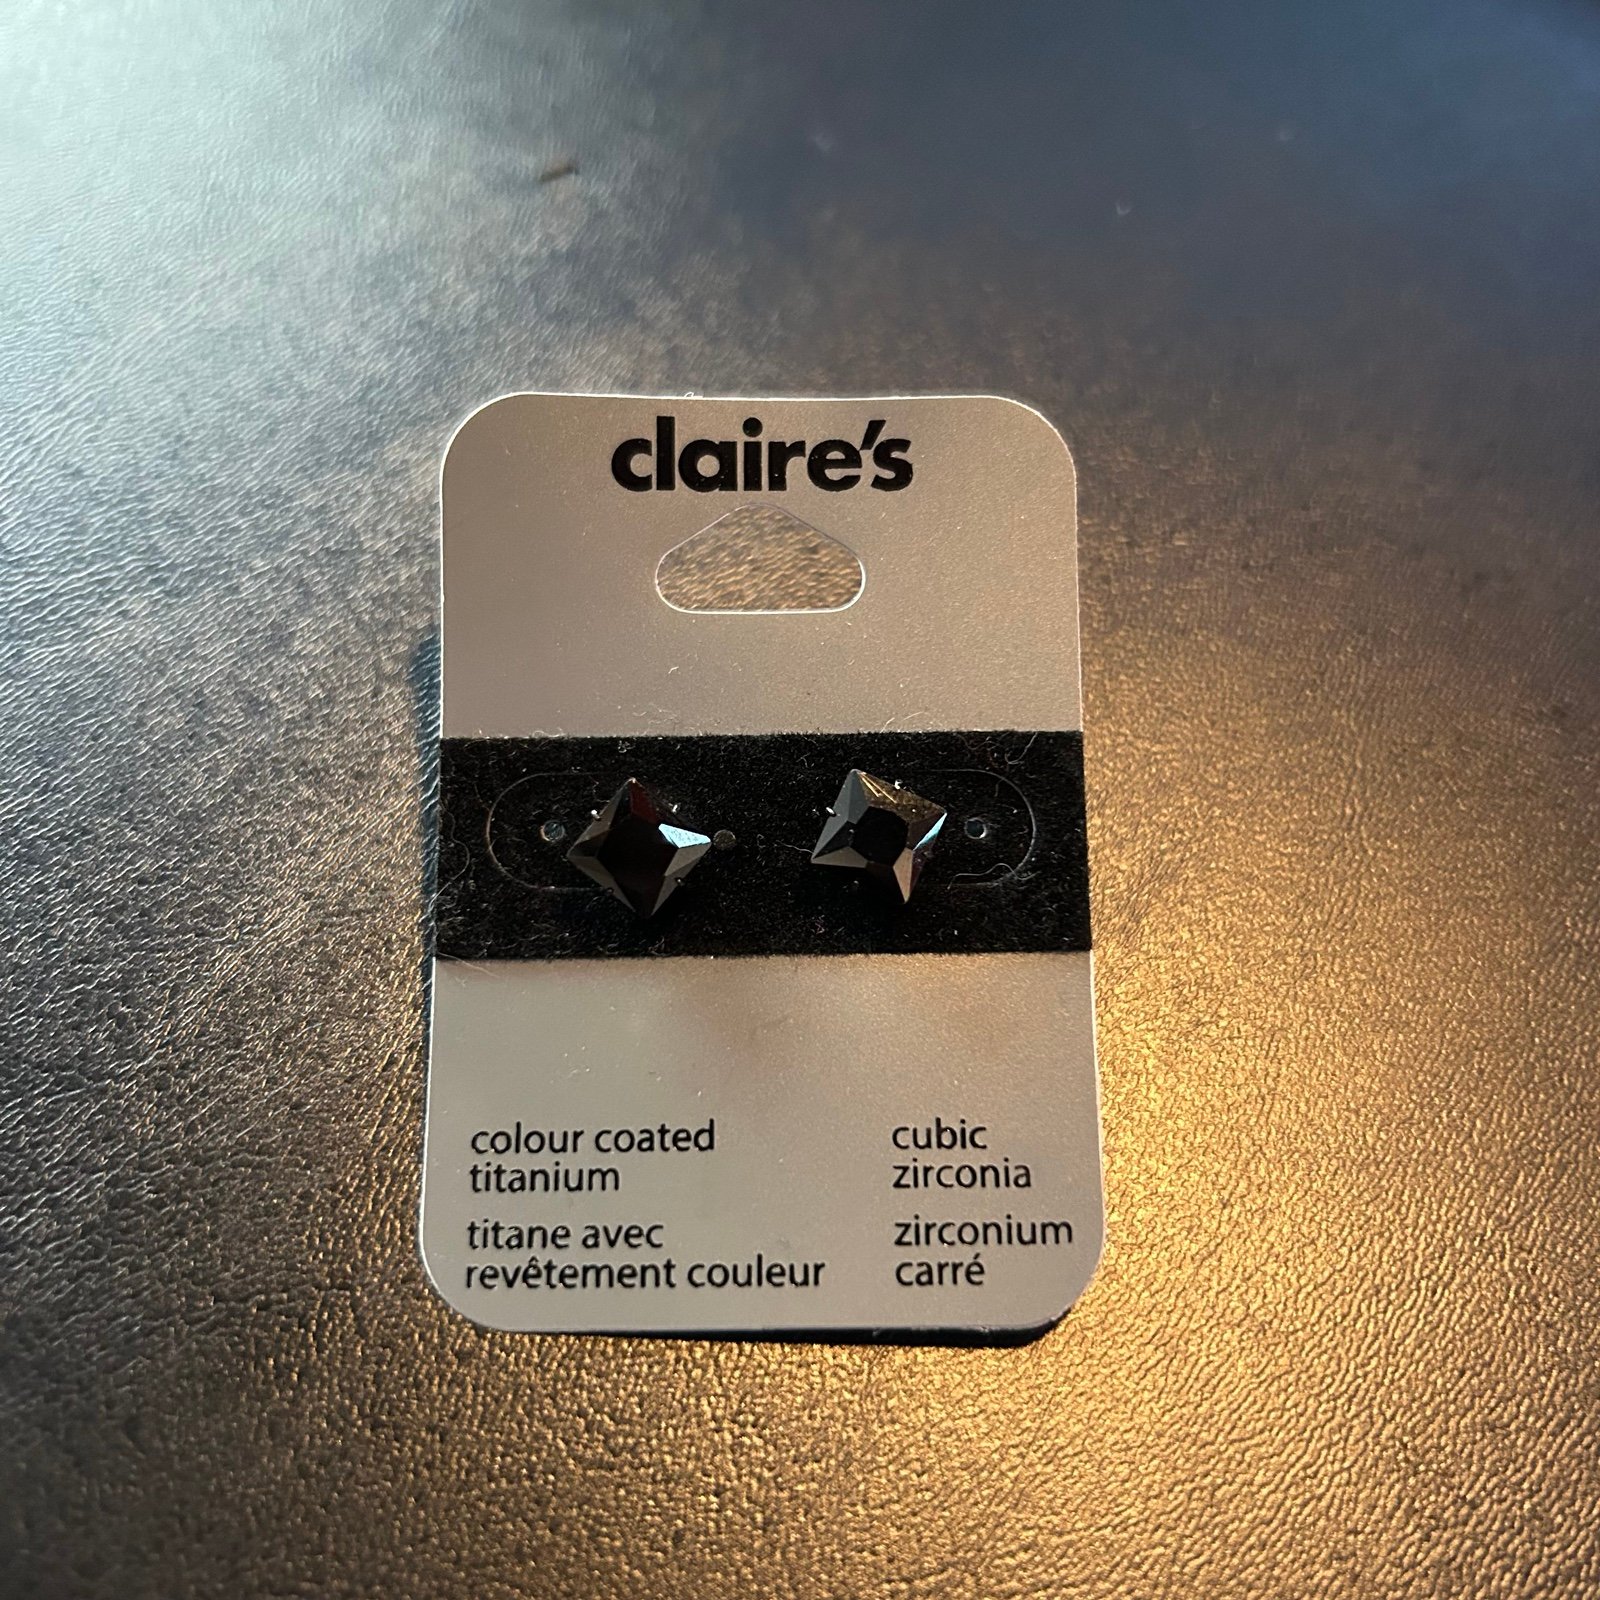 claire's
colour coated
titanium
titane avec
revêtement couleur
cubic
zirconia
zirconium
carré